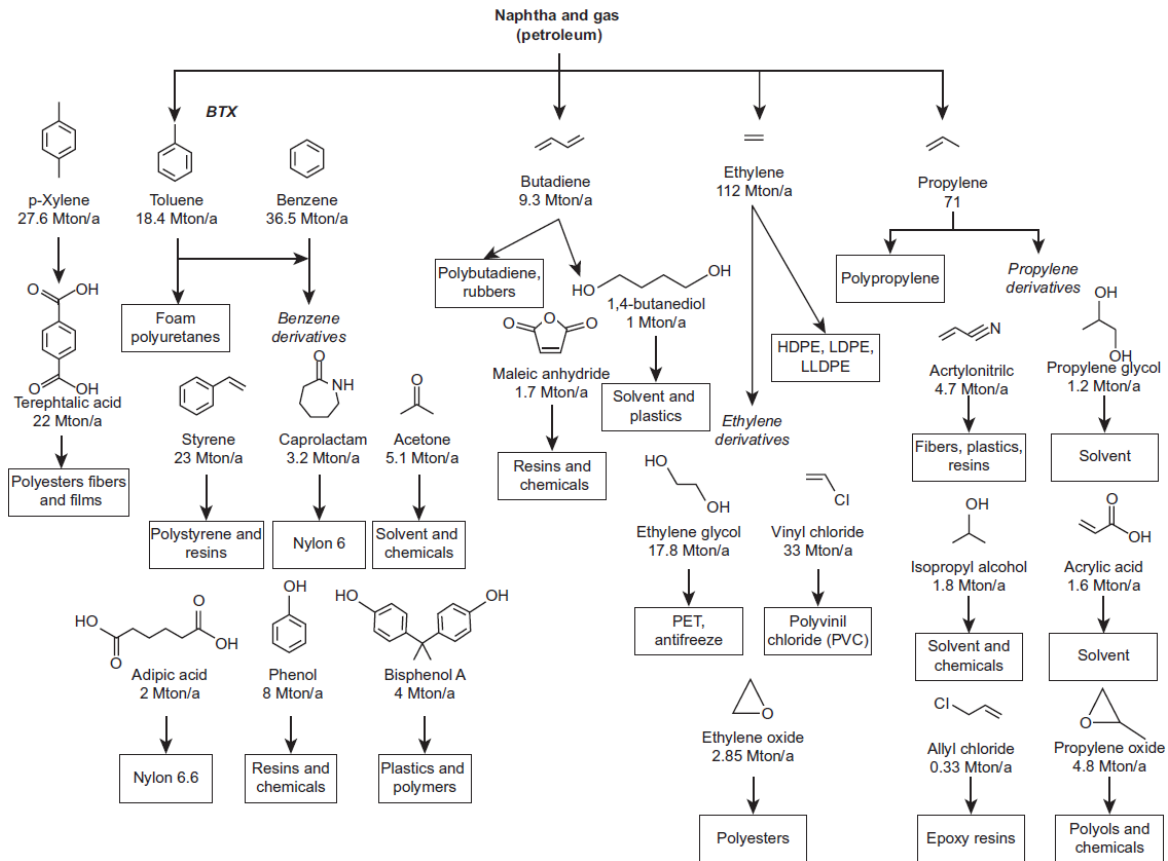 Naphtha and gas
(petroleum)
BTX
p-Xylene
27.6 Mton/a
Toluene
18.4 Mton/a
Benzene
36.5 Mton/a
Butadiene
9.3 Mton/a
Ethylene
112 Mton/a
Propylene
71
O
OH
O
OH
Terephtalic acid
22 Mton/a
Polyesters fibers
and films
Foam
polyuretanes
Benzene
derivatives
Styrene
23 Mton/a
Polystyrene and
resins
O
NH
Caprolactam
3.2 Mton/a
Nylon 6
O
Acetone
5.1 Mton/a
Solvent and
chemicals
HO
O
O
OH
Adipic acid
2 Mton/a
Nylon 6.6
OH
Phenol
8 Mton/a
Resins and
chemicals
HO
OH
Bisphenol A
4 Mton/a
Plastics and
polymers
Polybutadiene,
rubbers
HO
OH
1,4-butanediol
1 Mton/a
Solvent and
plastics
O
O
O
Maleic anhydride
1.7 Mton/a
Resins and
chemicals
HDPE, LDPE,
LLDPE
Ethylene
derivatives
HO
OH
Ethylene glycol
17.8 Mton/a
PET,
antifreeze
Cl
Vinyl chloride
33 Mton/a
Polyvinil
chloride (PVC)
O
Ethylene oxide
2.85 Mton/a
Polyesters
Polypropylene
Propylene
derivatives
N
Actrylonitrilc
4.7 Mton/a
Fibers, plastics,
resins
OH
OH
Propylene glycol
1.2 Mton/a
Solvent
OH
Isopropyl alcohol
1.8 Mton/a
Solvent and
chemicals
O
OH
Acrylic acid
1.6 Mton/a
Solvent
Cl
Allyl chloride
0.33 Mton/a
Epoxy resins
O
Propylene oxide
4.8 Mton/a
Polyols and
chemicals